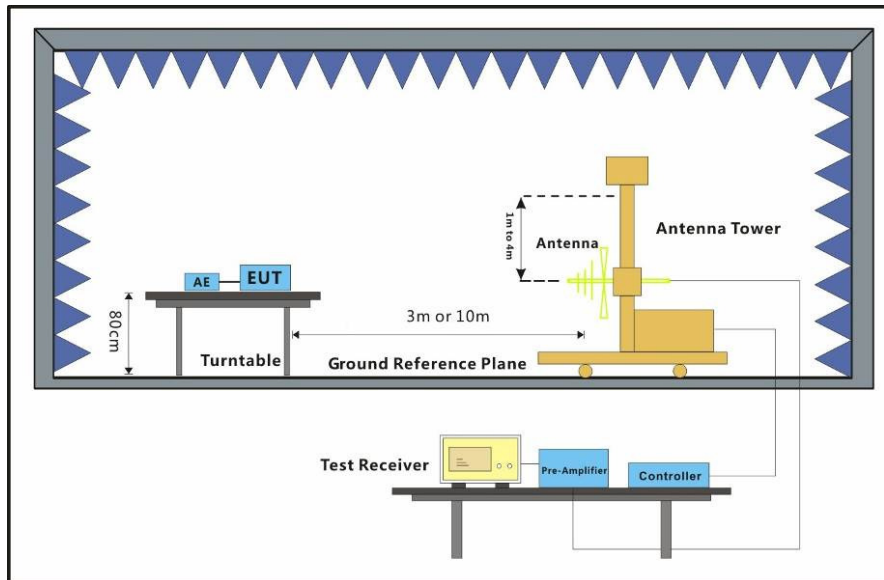 1m to 4m
Antenna
Antenna Tower
AE
EUT
80cm
3m or 10m
Turntable
Ground Reference Plane
Test Receiver
Pre-Amplifier
Controller